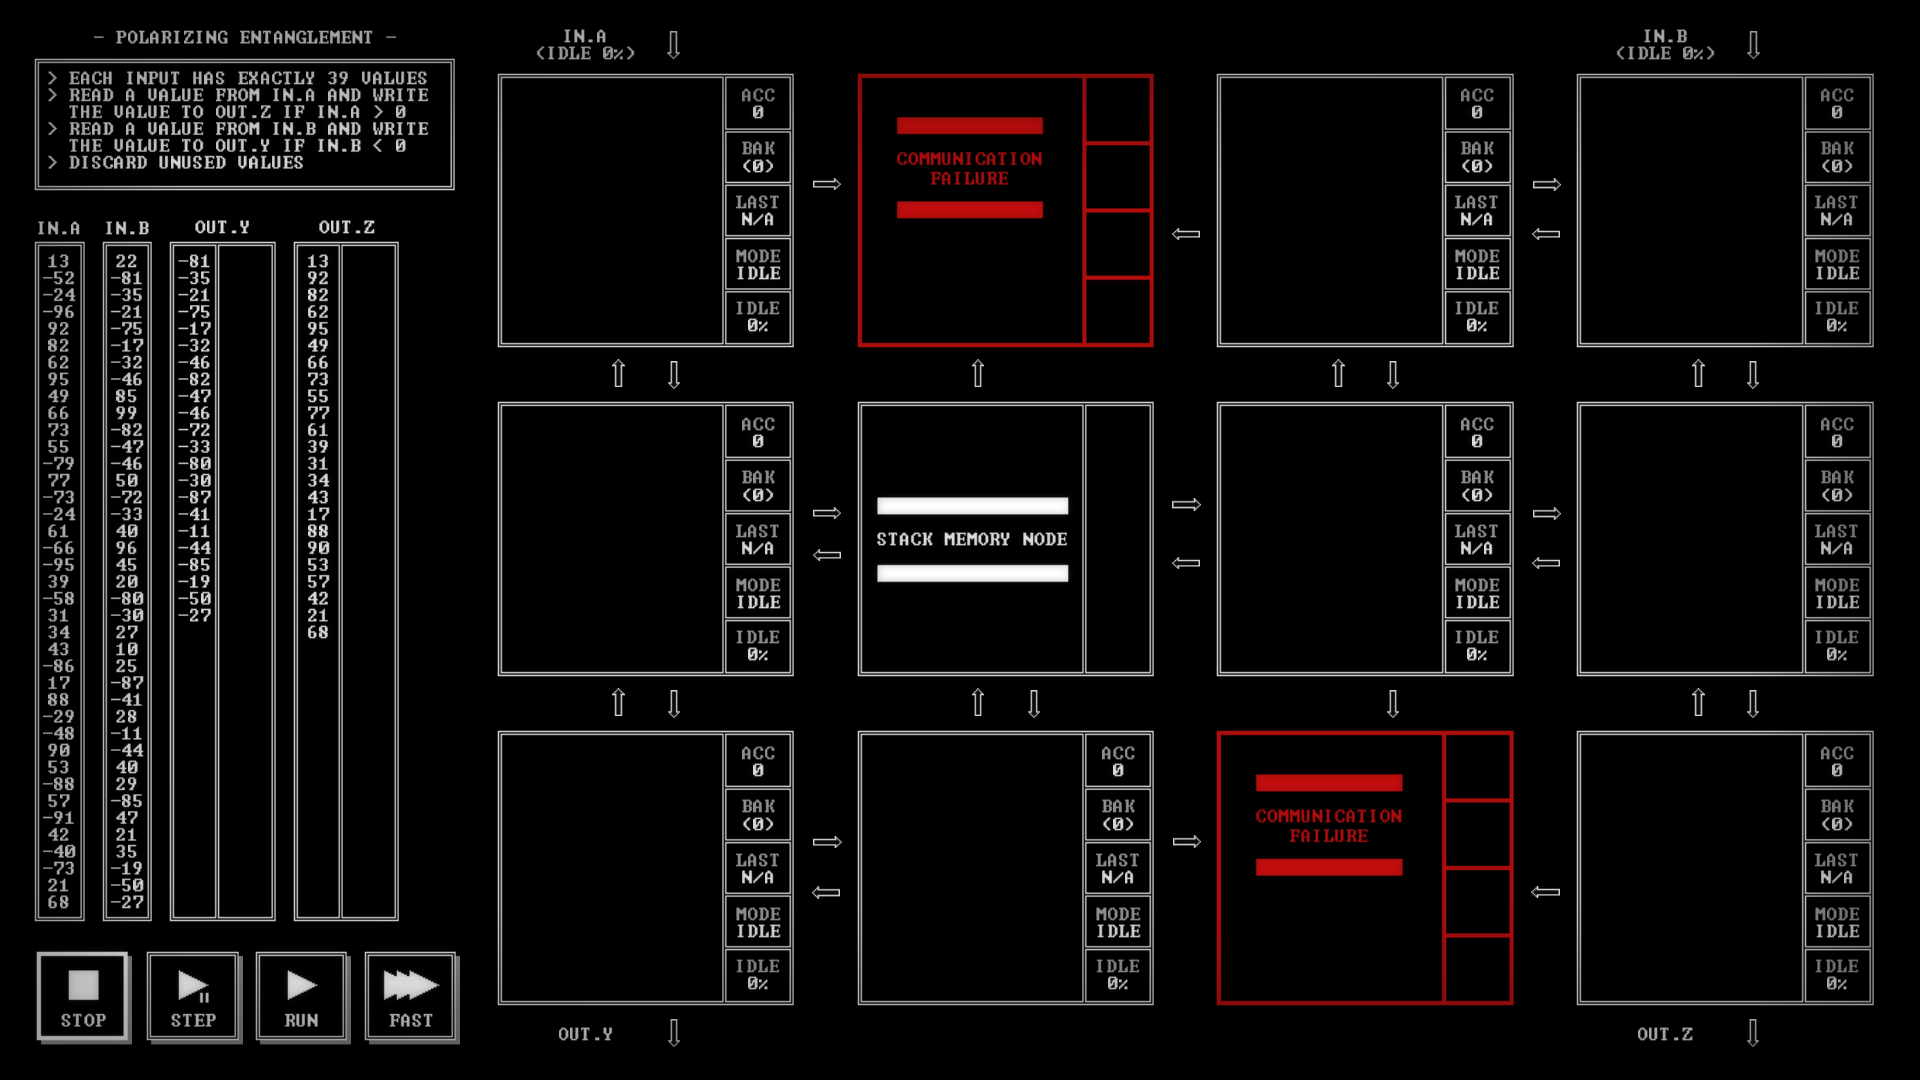 - POLARIZING ENTANGLEMENT -
> EACH INPUT HAS EXACTLY 39 VALUES
> READ A VALUE FROM IN.A AND WRITE
THE VALUE TO OUT.Z IF IN.A > 0
> READ A VALUE FROM IN.B AND WRITE
THE VALUE TO OUT.Y IF IN.B < 0
> DISCARD UNUSED VALUES
IN.A IN.B OUT.Y OUT.Z
13 22 -81 13
-52 -81 -35 92
-24 -35 -21 82
-96 -21 -75 62
92 -75 -17 95
82 -17 -32 49
62 -32 -46 66
95 -46 -82 73
49 85 -47 55
66 99 -46 77
73 -82 -72 61
55 -47 -33 39
-79 -46 -80 31
77 50 -30 34
-73 -72 -87 43
-24 -33 -41 17
61 40 -11 88
-66 96 -44 90
-95 45 -85 53
39 20 -19 57
-58 -80 -50 42
31 -30 -27 21
34 27 68
43 10
-86 25
17 -87
88 -41
-29 28
-48 -11
90 -44
53 40
-88 29
57 -85
-91 47
42 21
-40 35
-73 -19
21 -50
68 -27
STOP STEP RUN FAST
IN.A
(IDLE 0%)
IN.B
(IDLE 0%)
ACC
0
BAK
(0)
LAST
N/A
MODE
IDLE
IDLE
0%
COMMUNICATION
FAILURE
ACC
0
BAK
(0)
LAST
N/A
MODE
IDLE
IDLE
0%
ACC
0
BAK
(0)
LAST
N/A
MODE
IDLE
IDLE
0%
ACC
0
BAK
(0)
LAST
N/A
MODE
IDLE
IDLE
0%
STACK MEMORY NODE
ACC
0
BAK
(0)
LAST
N/A
MODE
IDLE
IDLE
0%
ACC
0
BAK
(0)
LAST
N/A
MODE
IDLE
IDLE
0%
ACC
0
BAK
(0)
LAST
N/A
MODE
IDLE
IDLE
0%
ACC
0
BAK
(0)
LAST
N/A
MODE
IDLE
IDLE
0%
COMMUNICATION
FAILURE
ACC
0
BAK
(0)
LAST
N/A
MODE
IDLE
IDLE
0%
OUT.Y
OUT.Z